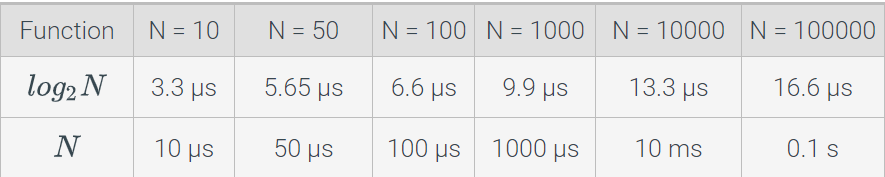 Function N = 10 N = 50 N = 100 N = 1000 N = 10000 N = 100000
log₂N 3.3 μs 5.65 μs 6.6 μs 9.9 μs 13.3 μs 16.6 μs
N 10 μs 50 μs 100 μs 1000 μs 10 ms 0.1 s